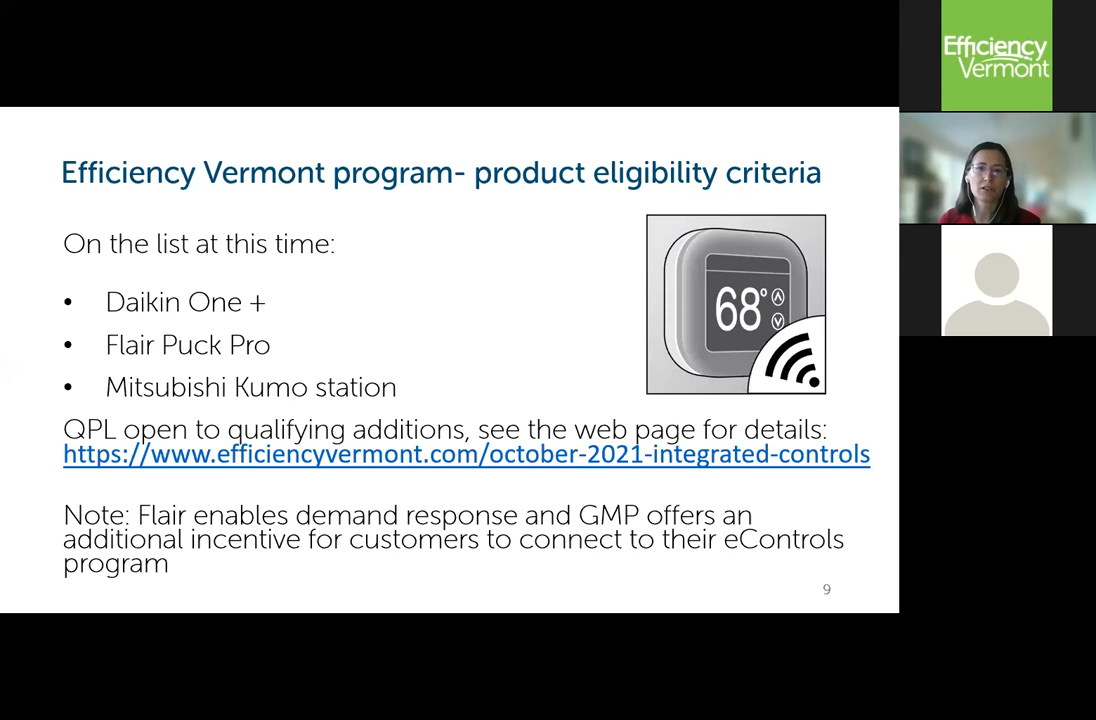 Efficiency
Vermont
Efficiency Vermont program- product eligibility criteria
On the list at this time:
• Daikin One +
• Flair Puck Pro
• Mitsubishi Kumo station
68°
QPL open to qualifying additions, see the web page for details:
https://www.efficiencyvermont.com/october-2021-integrated-controls
Note: Flair enables demand response and GMP offers an
additional incentive for customers to connect to their eControls
program
9